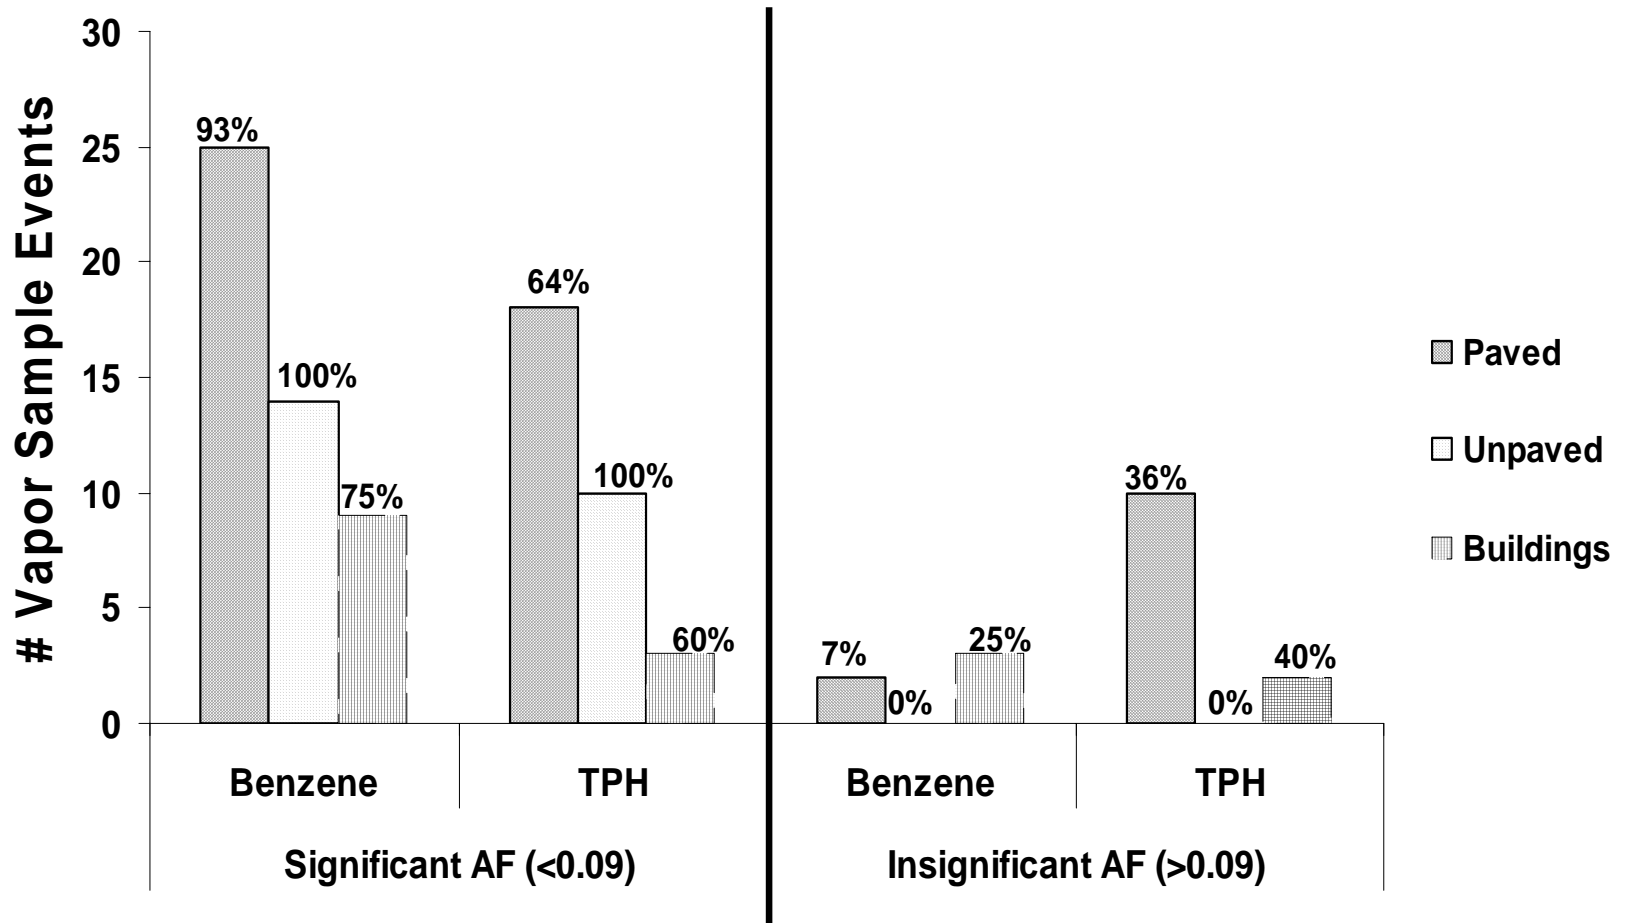 # Vapor Sample Events
30
25
20
15
10
5
0
93%
100%
75%
64%
100%
60%
7%
0%
25%
36%
0%
40%
Benzene
TPH
Benzene
TPH
Significant AF (<0.09)
Insignificant AF (>0.09)
Paved
Unpaved
Buildings